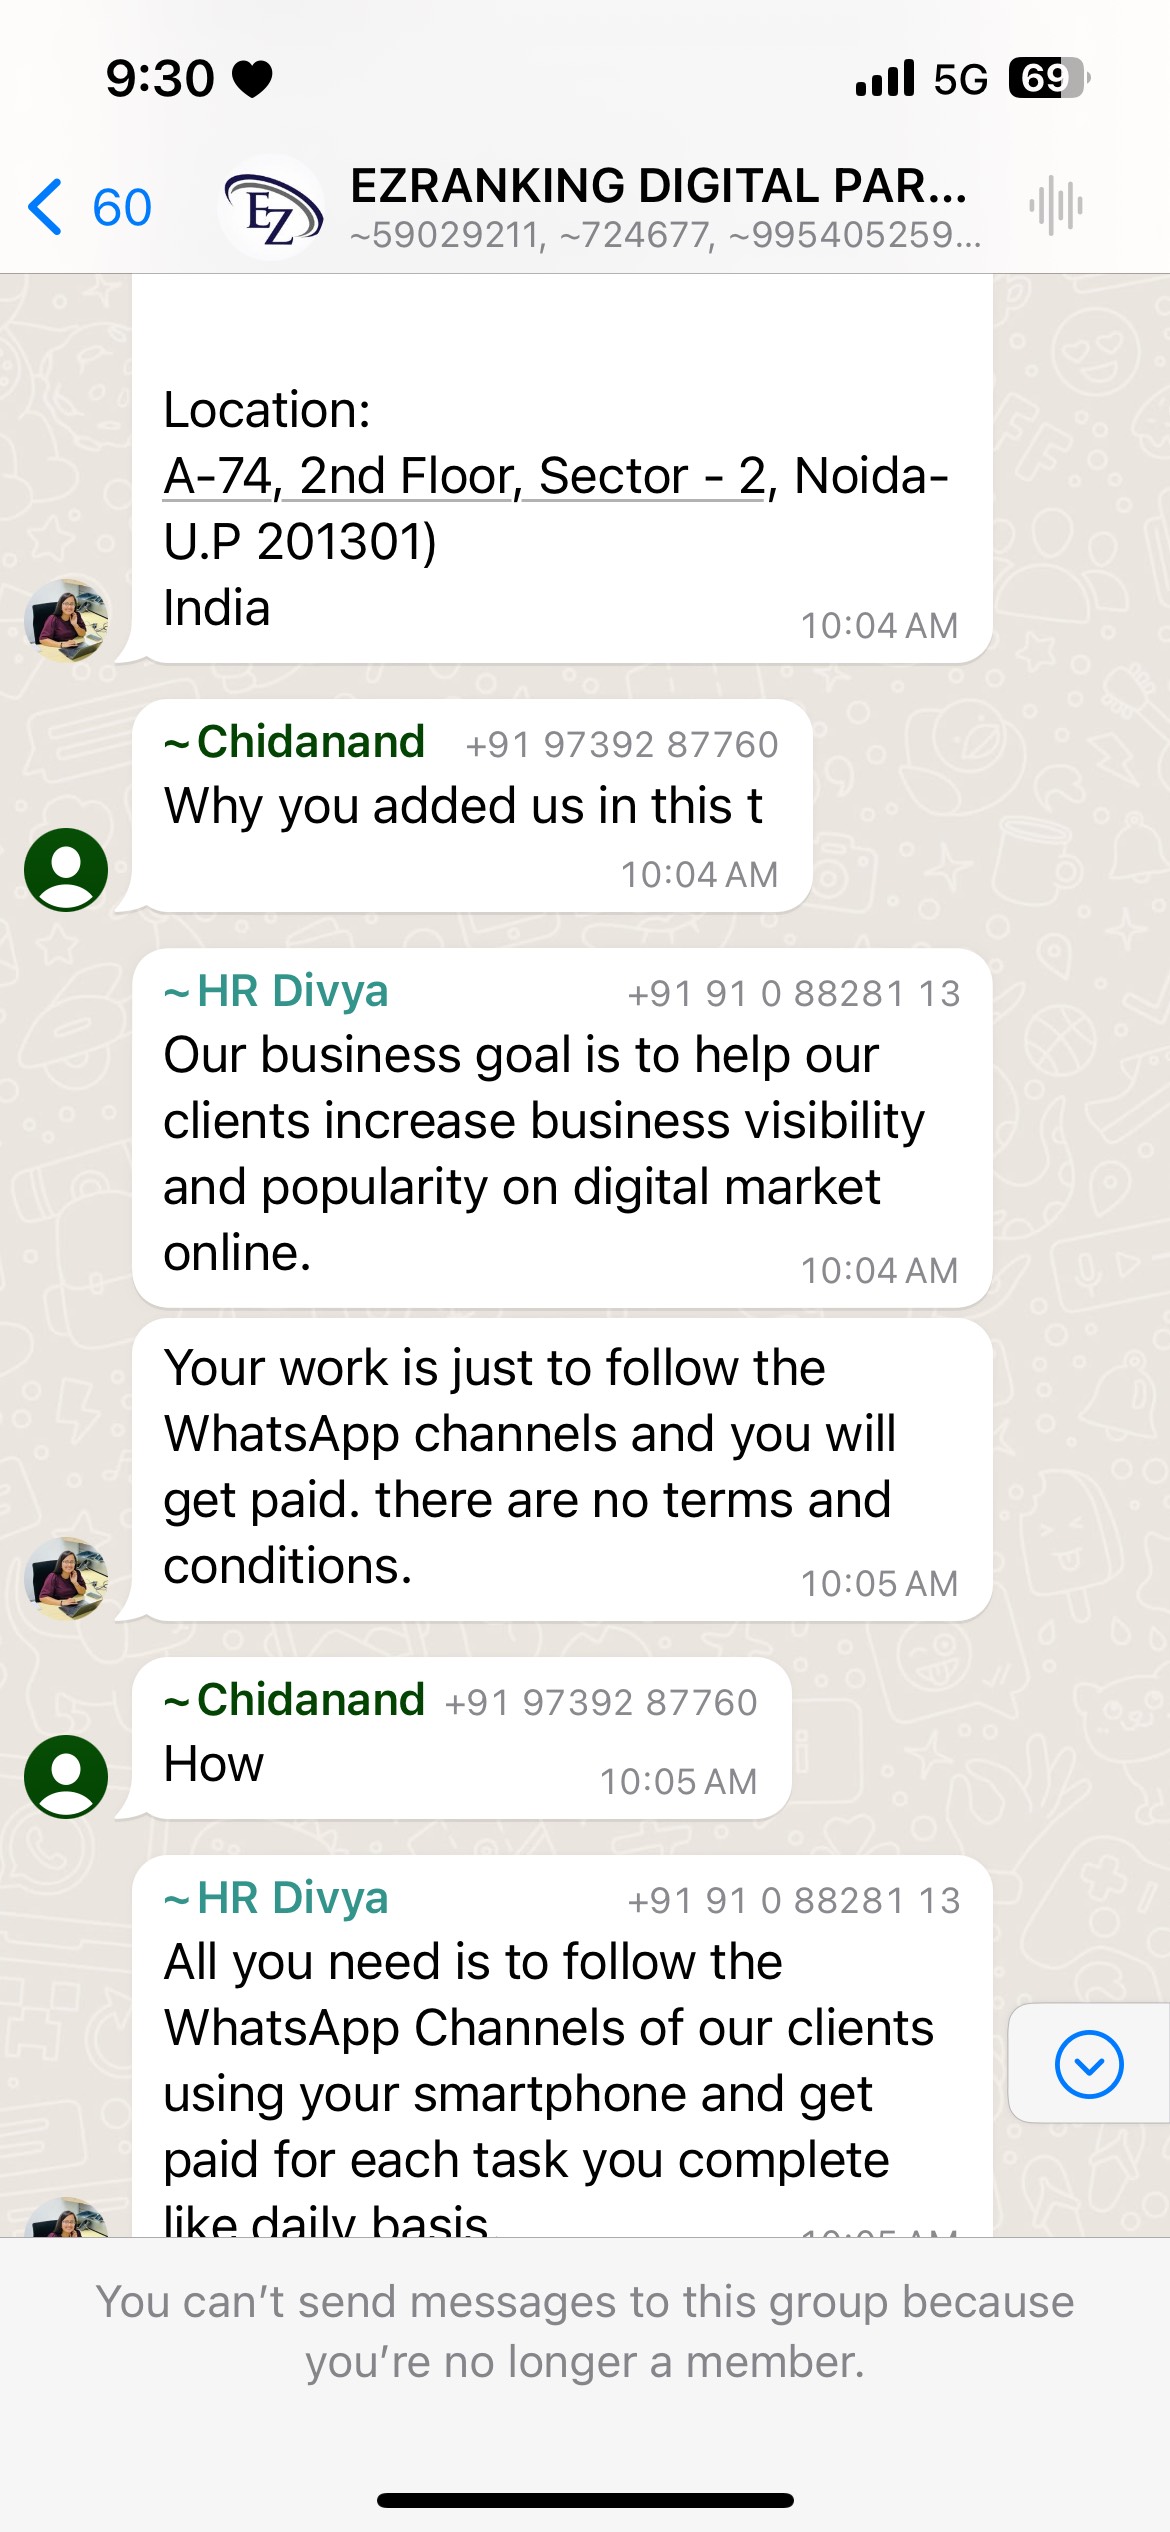 9:30
5G 69
60
EZ
EZRANKING DIGITAL PAR...
~59029211, ~724677, ~995405259...
Location:
A-74, 2nd Floor, Sector - 2, Noida-
U.P 201301)
India
10:04 AM
~Chidanand +91 97392 87760
Why you added us in this t
10:04 AM
~HR Divya +91 91 0 88281 13
Our business goal is to help our
clients increase business visibility
and popularity on digital market
online.
10:04 AM
Your work is just to follow the
WhatsApp channels and you will
get paid. there are no terms and
conditions.
10:05 AM
~Chidanand +91 97392 87760
How
10:05 AM
~HR Divya +91 91 0 88281 13
All you need is to follow the
WhatsApp Channels of our clients
using your smartphone and get
paid for each task you complete
like daily basis.
10:05 AM
You can't send messages to this group because
you're no longer a member.